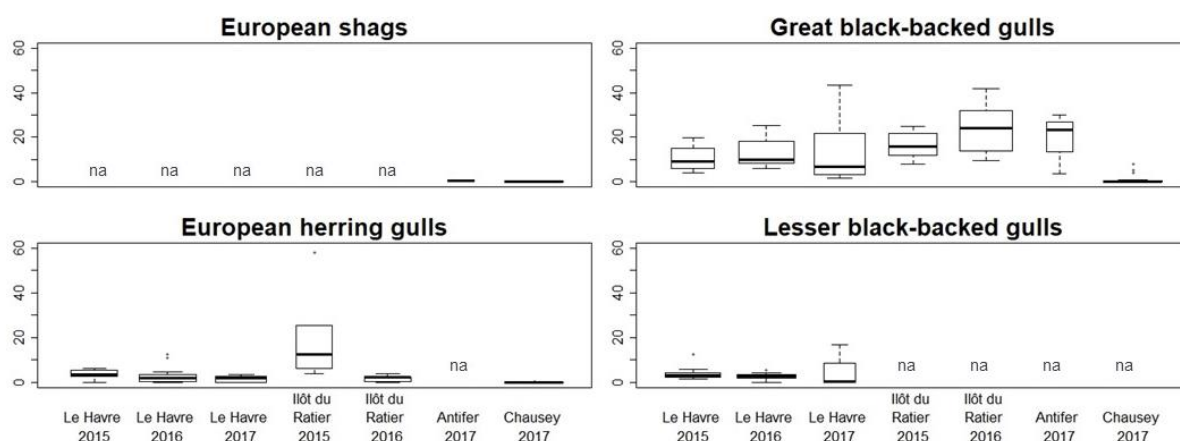 European shags
Great black-backed gulls
60
40
20
0
na na na na na
60
40
20
0
European herring gulls
Lesser black-backed gulls
60
40
20
0
na
60
40
20
0
na na na na
Le Havre 2015
Le Havre 2016
Le Havre 2017
Ilôt du Ratier 2015
Ilôt du Ratier 2016
Antifer 2017
Chausey 2017
Le Havre 2015
Le Havre 2016
Le Havre 2017
Ilôt du Ratier 2015
Ilôt du Ratier 2016
Antifer 2017
Chausey 2017